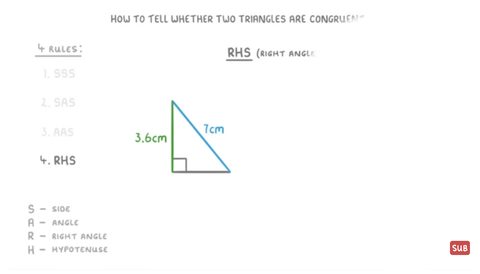 HOW TO TELL WHETHER TWO TRIANGLES ARE CONGRUENT
4 RULES:
1. SSS
2. SAS
3. AAS
4. RHS
RHS (RIGHT ANGLE
3.6cm
7cm
S – SIDE
A – ANGLE
R – RIGHT ANGLE
H – HYPOTENUSE
SUB